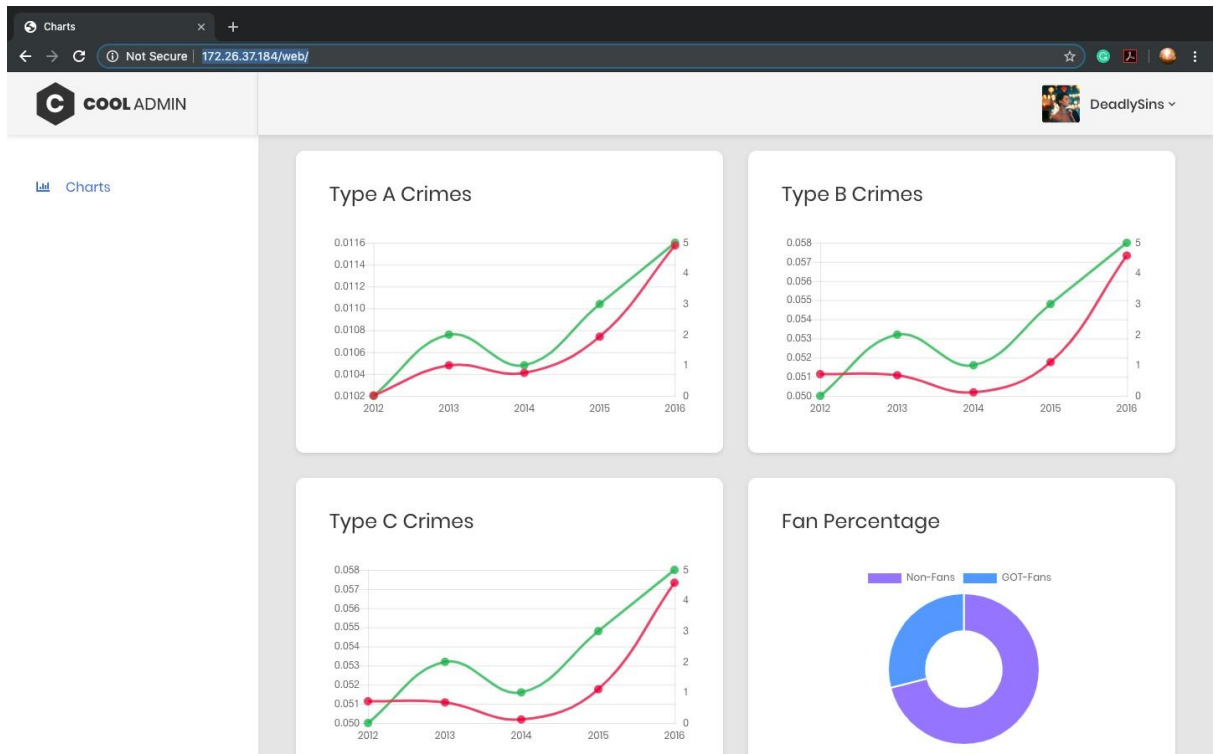 Charts
Not Secure 172.26.37.184/web/
C COOL ADMIN
DeadlySins
Charts
Type A Crimes
0.0116 5
0.0114
0.0112 4
0.0110 3
0.0108 2
0.0106
0.0104 1
0.0102 0
2012 2013 2014 2015 2016
Type B Crimes
0.058 5
0.057
0.056 4
0.055 3
0.054
0.053 2
0.052
0.051 1
0.050 0
2012 2013 2014 2015 2016
Type C Crimes
0.058 5
0.057
0.056 4
0.055 3
0.054
0.053 2
0.052
0.051 1
0.050 0
2012 2013 2014 2015 2016
Fan Percentage
Non-Fans GOT-Fans